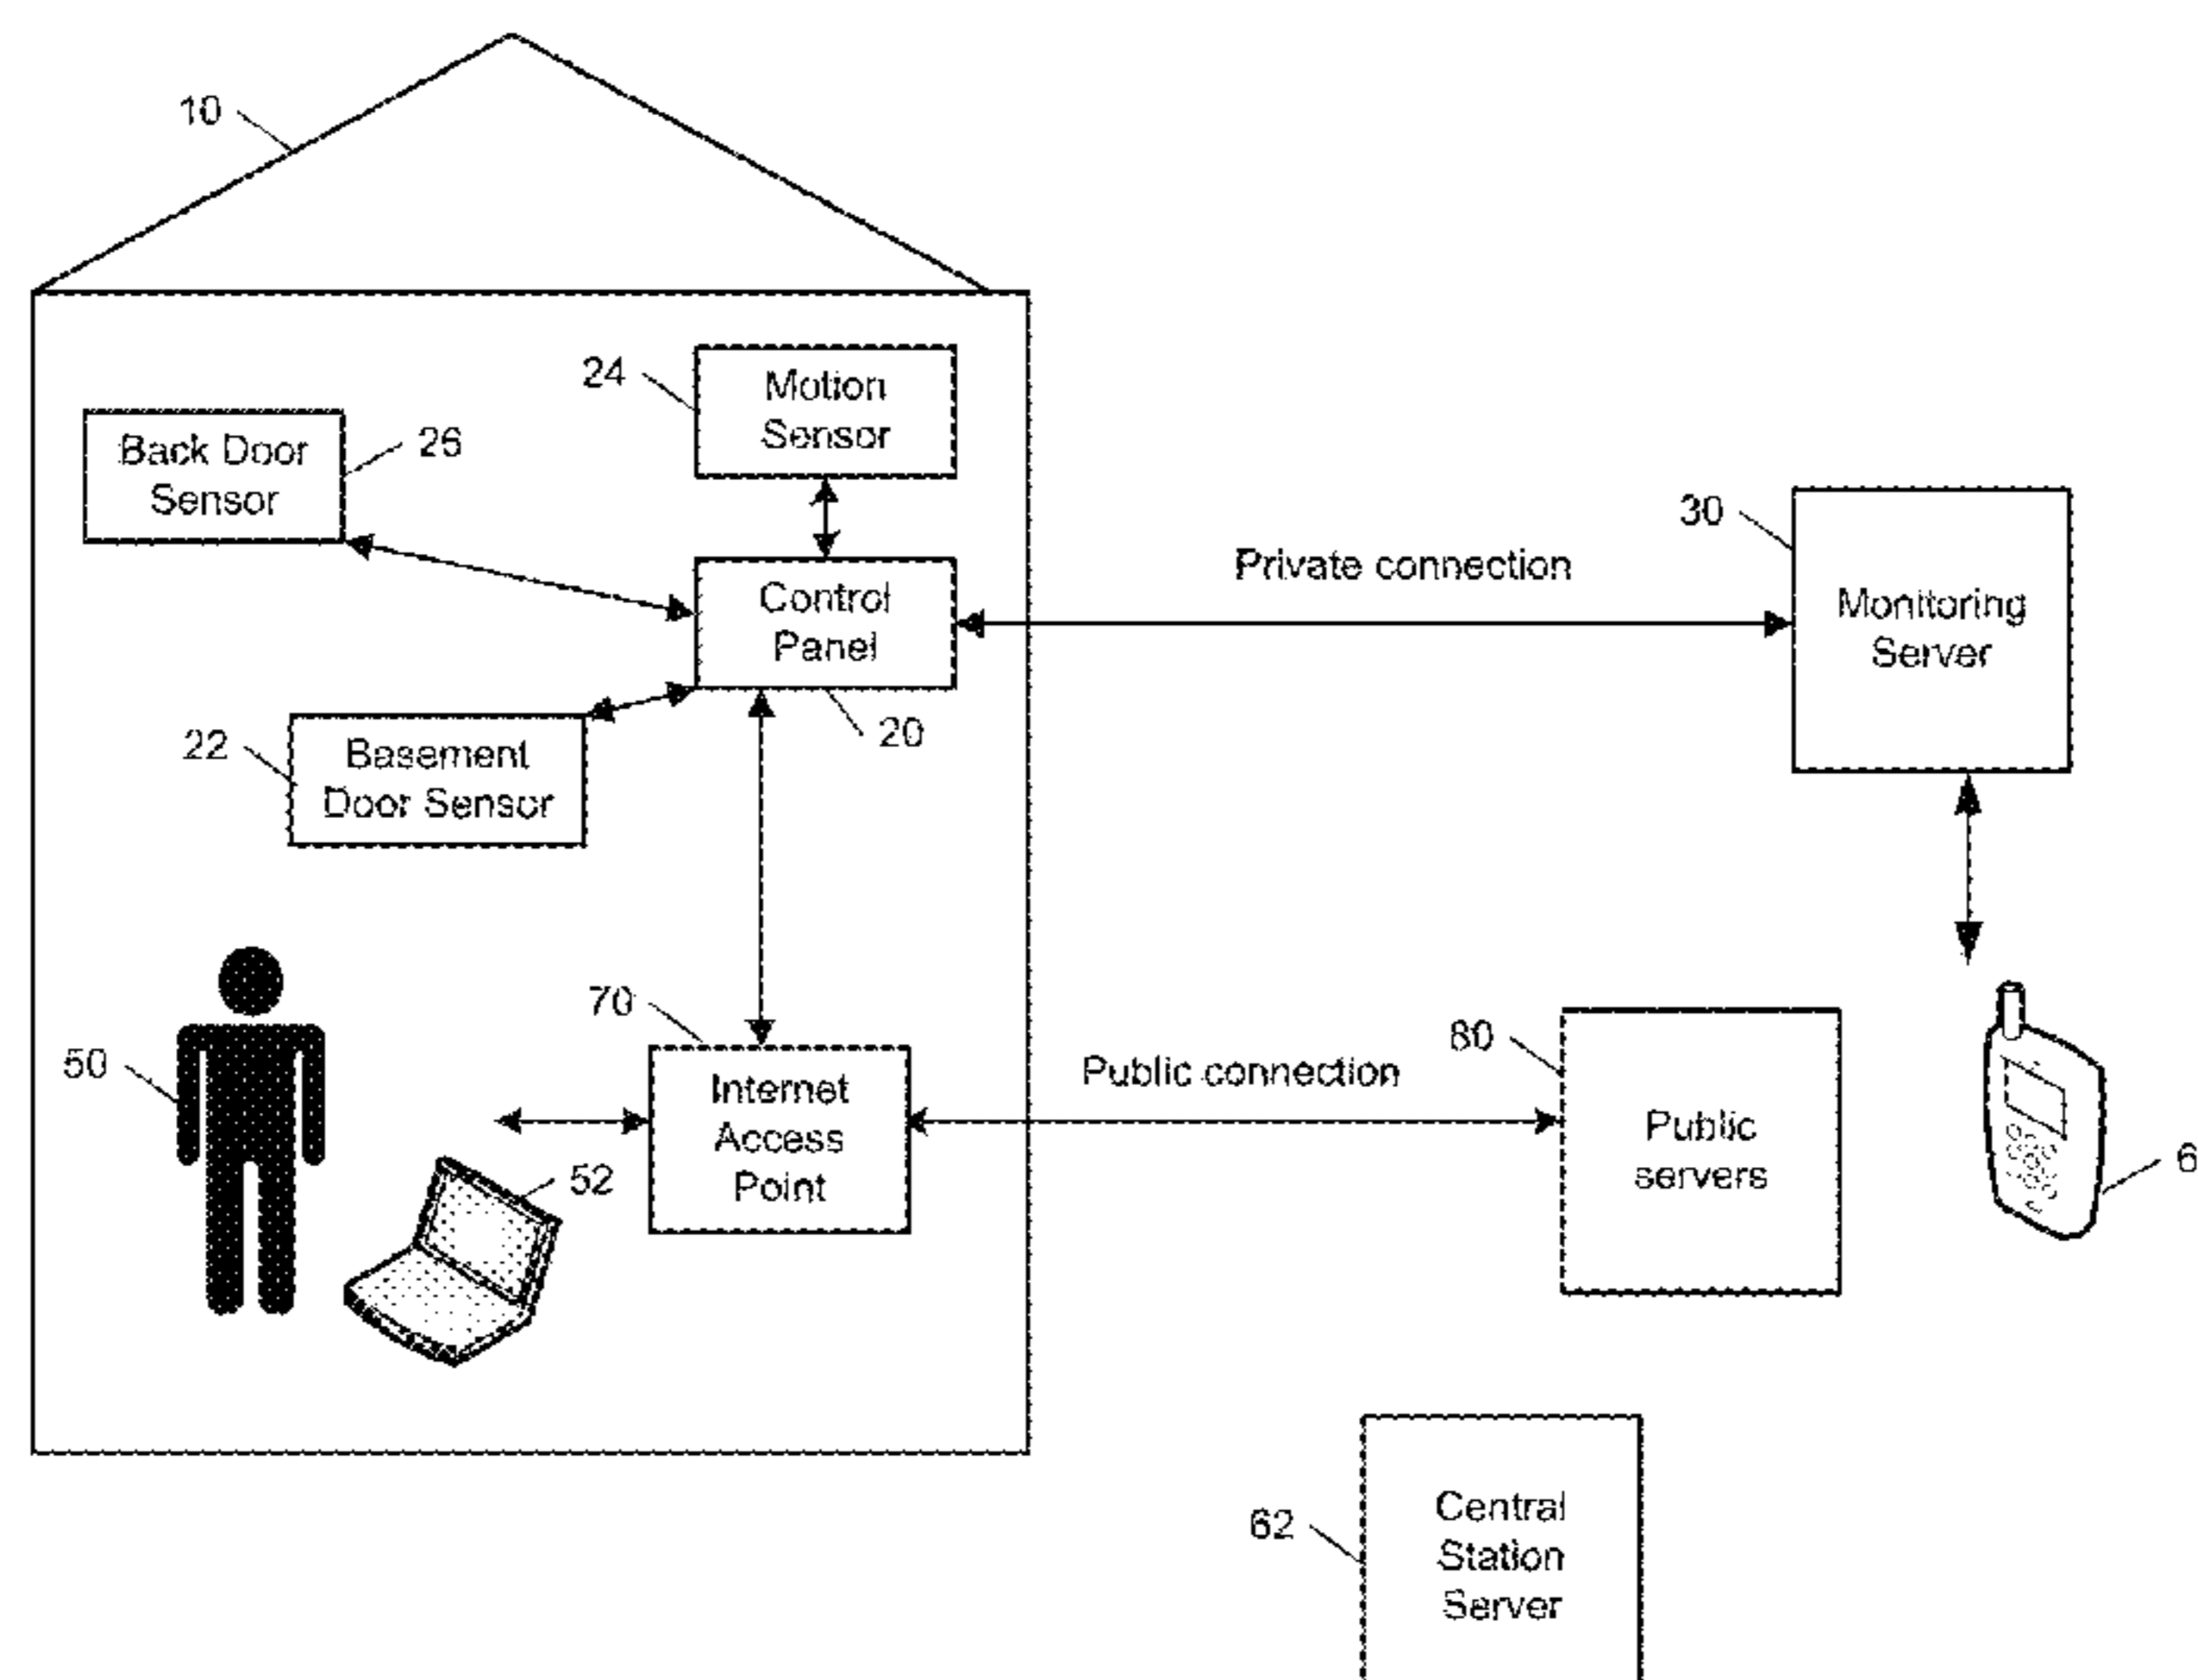 10
24
Motion
Sensor
Back Door
Sensor
26
30
Private connection
Control
Panel
Monitoring
Server
20
22
Basement
Door Sensor
70
80
50
Public connection
Internet
Access
Point
Public
servers
52
6
62
Central
Station
Server